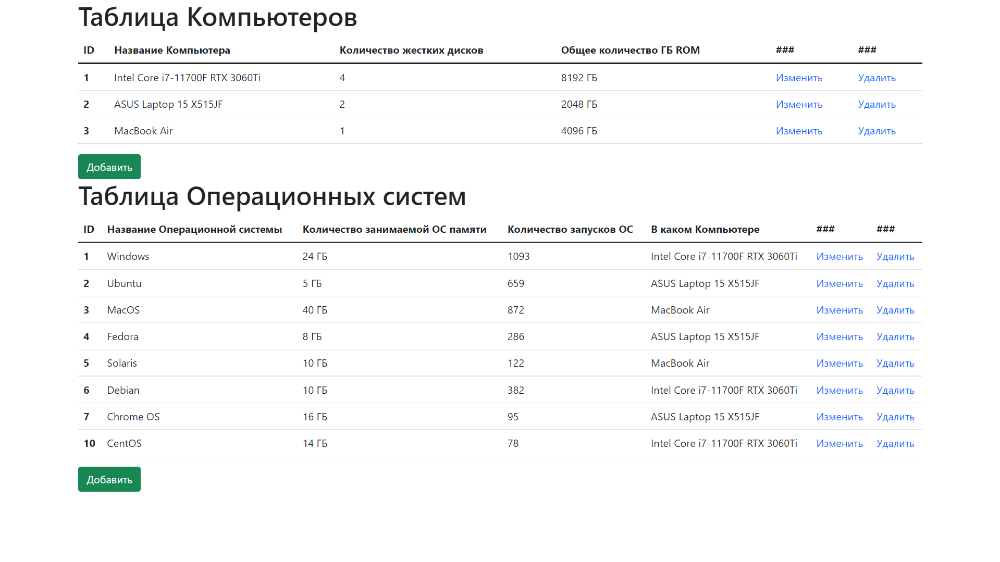 Таблица Компьютеров
ID Название Компьютера Количество жестких дисков Общее количество ГБ ROM ### ###
1 Intel Core i7-11700F RTX 3060Ti 4 8192 ГБ Изменить Удалить
2 ASUS Laptop 15 X515JF 2 2048 ГБ Изменить Удалить
3 MacBook Air 1 4096 ГБ Изменить Удалить
Добавить
Таблица Операционных систем
ID Название Операционной системы Количество занимаемой ОС памяти Количество запусков ОС В каком Компьютере ### ###
1 Windows 24 ГБ 1093 Intel Core i7-11700F RTX 3060Ti Изменить Удалить
2 Ubuntu 5 ГБ 659 ASUS Laptop 15 X515JF Изменить Удалить
3 MacOS 40 ГБ 872 MacBook Air Изменить Удалить
4 Fedora 8 ГБ 286 ASUS Laptop 15 X515JF Изменить Удалить
5 Solaris 10 ГБ 122 MacBook Air Изменить Удалить
6 Debian 10 ГБ 382 Intel Core i7-11700F RTX 3060Ti Изменить Удалить
7 Chrome OS 16 ГБ 95 ASUS Laptop 15 X515JF Изменить Удалить
10 CentOS 14 ГБ 78 Intel Core i7-11700F RTX 3060Ti Изменить Удалить
Добавить